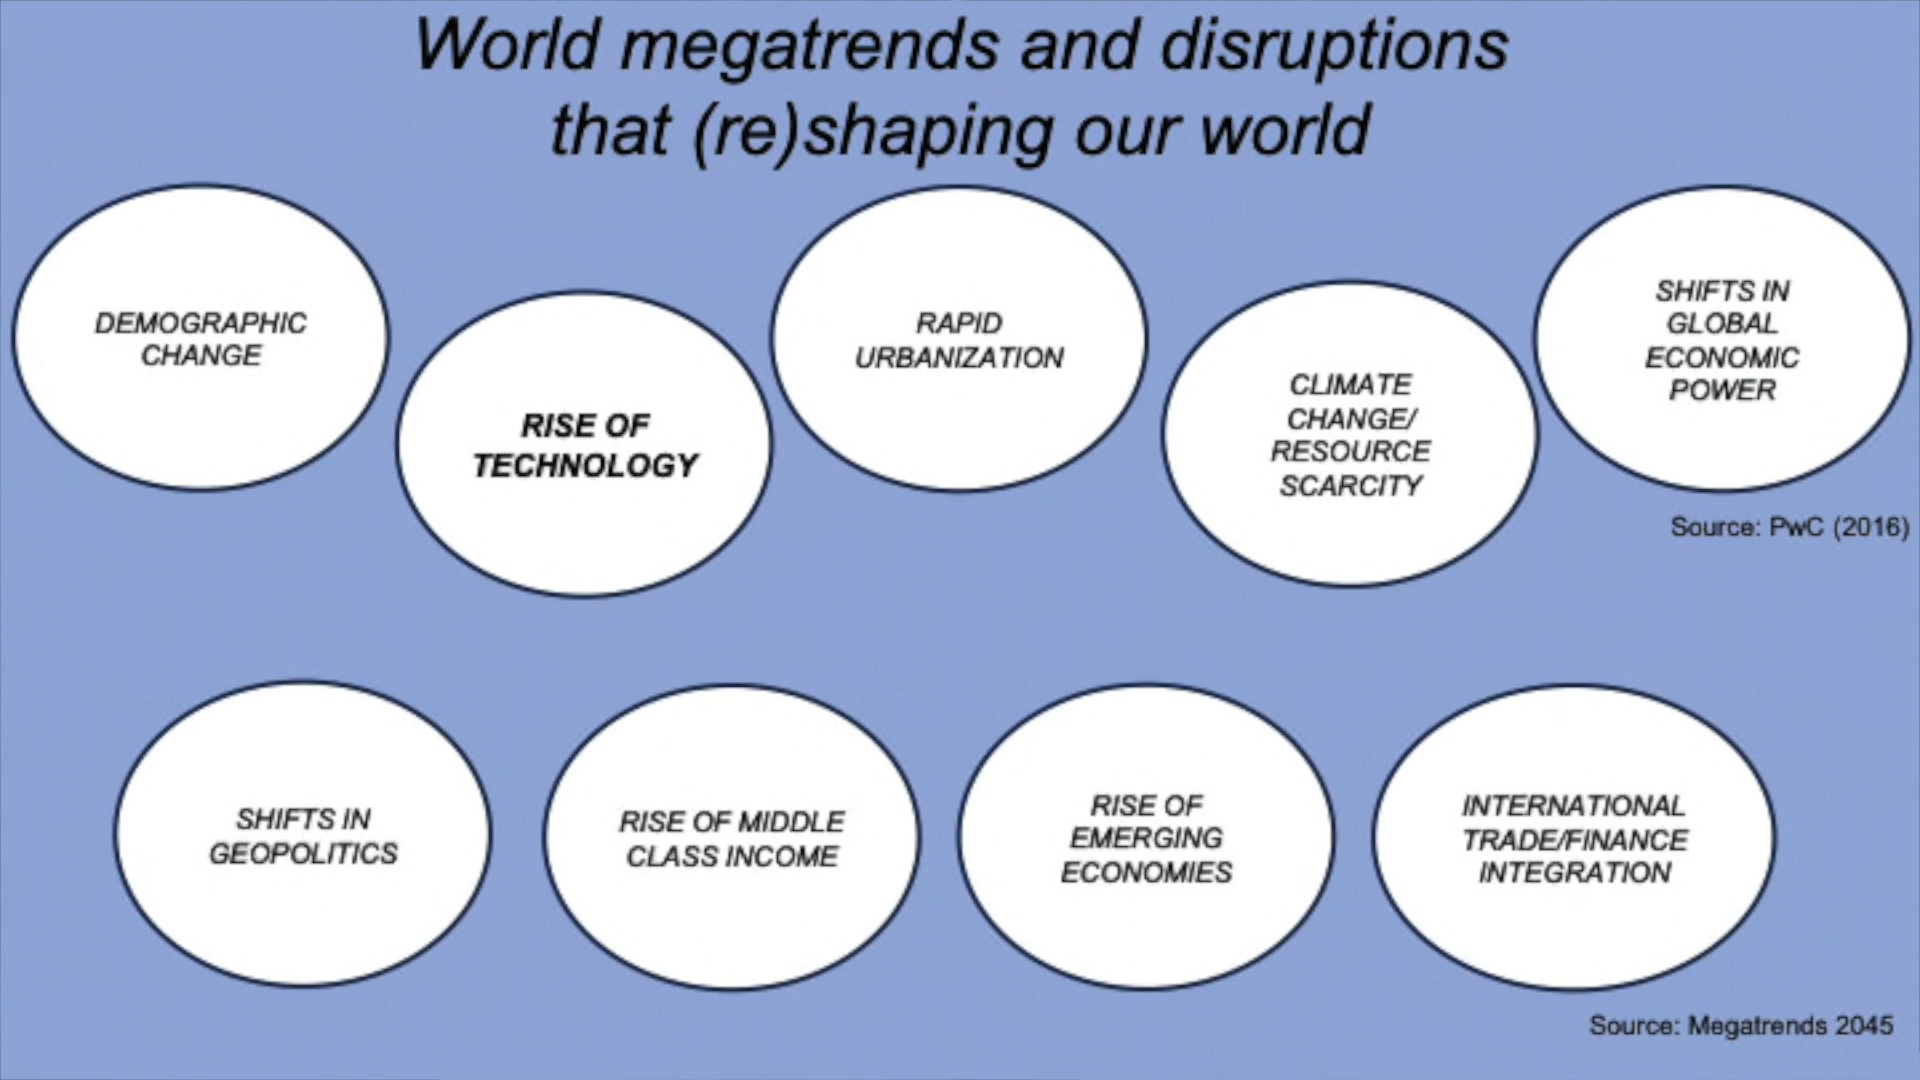 World megatrends and disruptions
that (re)shaping our world
DEMOGRAPHIC
CHANGE
RISE OF
TECHNOLOGY
RAPID
URBANIZATION
CLIMATE
CHANGE/
RESOURCE
SCARCITY
SHIFTS IN
GLOBAL
ECONOMIC
POWER
Source: PwC (2016)
SHIFTS IN
GEOPOLITICS
RISE OF MIDDLE
CLASS INCOME
RISE OF
EMERGING
ECONOMIES
INTERNATIONAL
TRADE/FINANCE
INTEGRATION
Source: Megatrends 2045